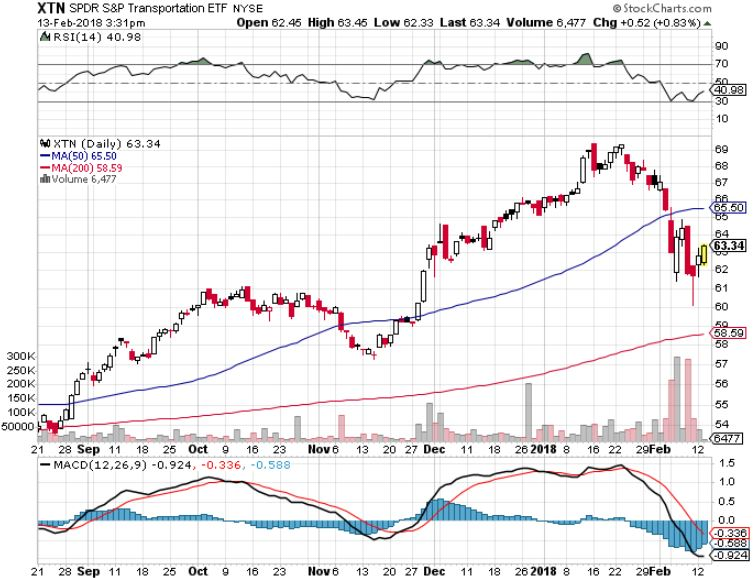 XTN SPDR S&P Transportation ETF NYSE © StockCharts.com
13-Feb-2018 3:31pm Open 62.45 High 63.45 Low 62.33 Last 63.34 Volume 6,477 Chg +0.52 (+0.83%)
RSI(14) 40.98
90
70
50
40.98
30
10
XTN (Daily) 63.34
MA(50) 65.50
MA(200) 58.59
Volume 6,477
69
68
67
66
65.50
64
63.34
62
61
60
59
58.59
58
57
56
55
54
6477
300K
250K
200K
150K
100K
50000
21 28 Sep 11 18 25 Oct 9 16 23 Nov 6 13 20 27 Dec 11 18 26 2018 8 16 22 29 Feb 12
MACD(12,26,9) -0.924, -0.336, -0.588
1.5
1.0
0.5
0.0
-0.336
-0.588
-0.924
21 28 Sep 11 18 25 Oct 9 16 23 Nov 6 13 20 27 Dec 11 18 26 2018 8 16 22 29 Feb 12